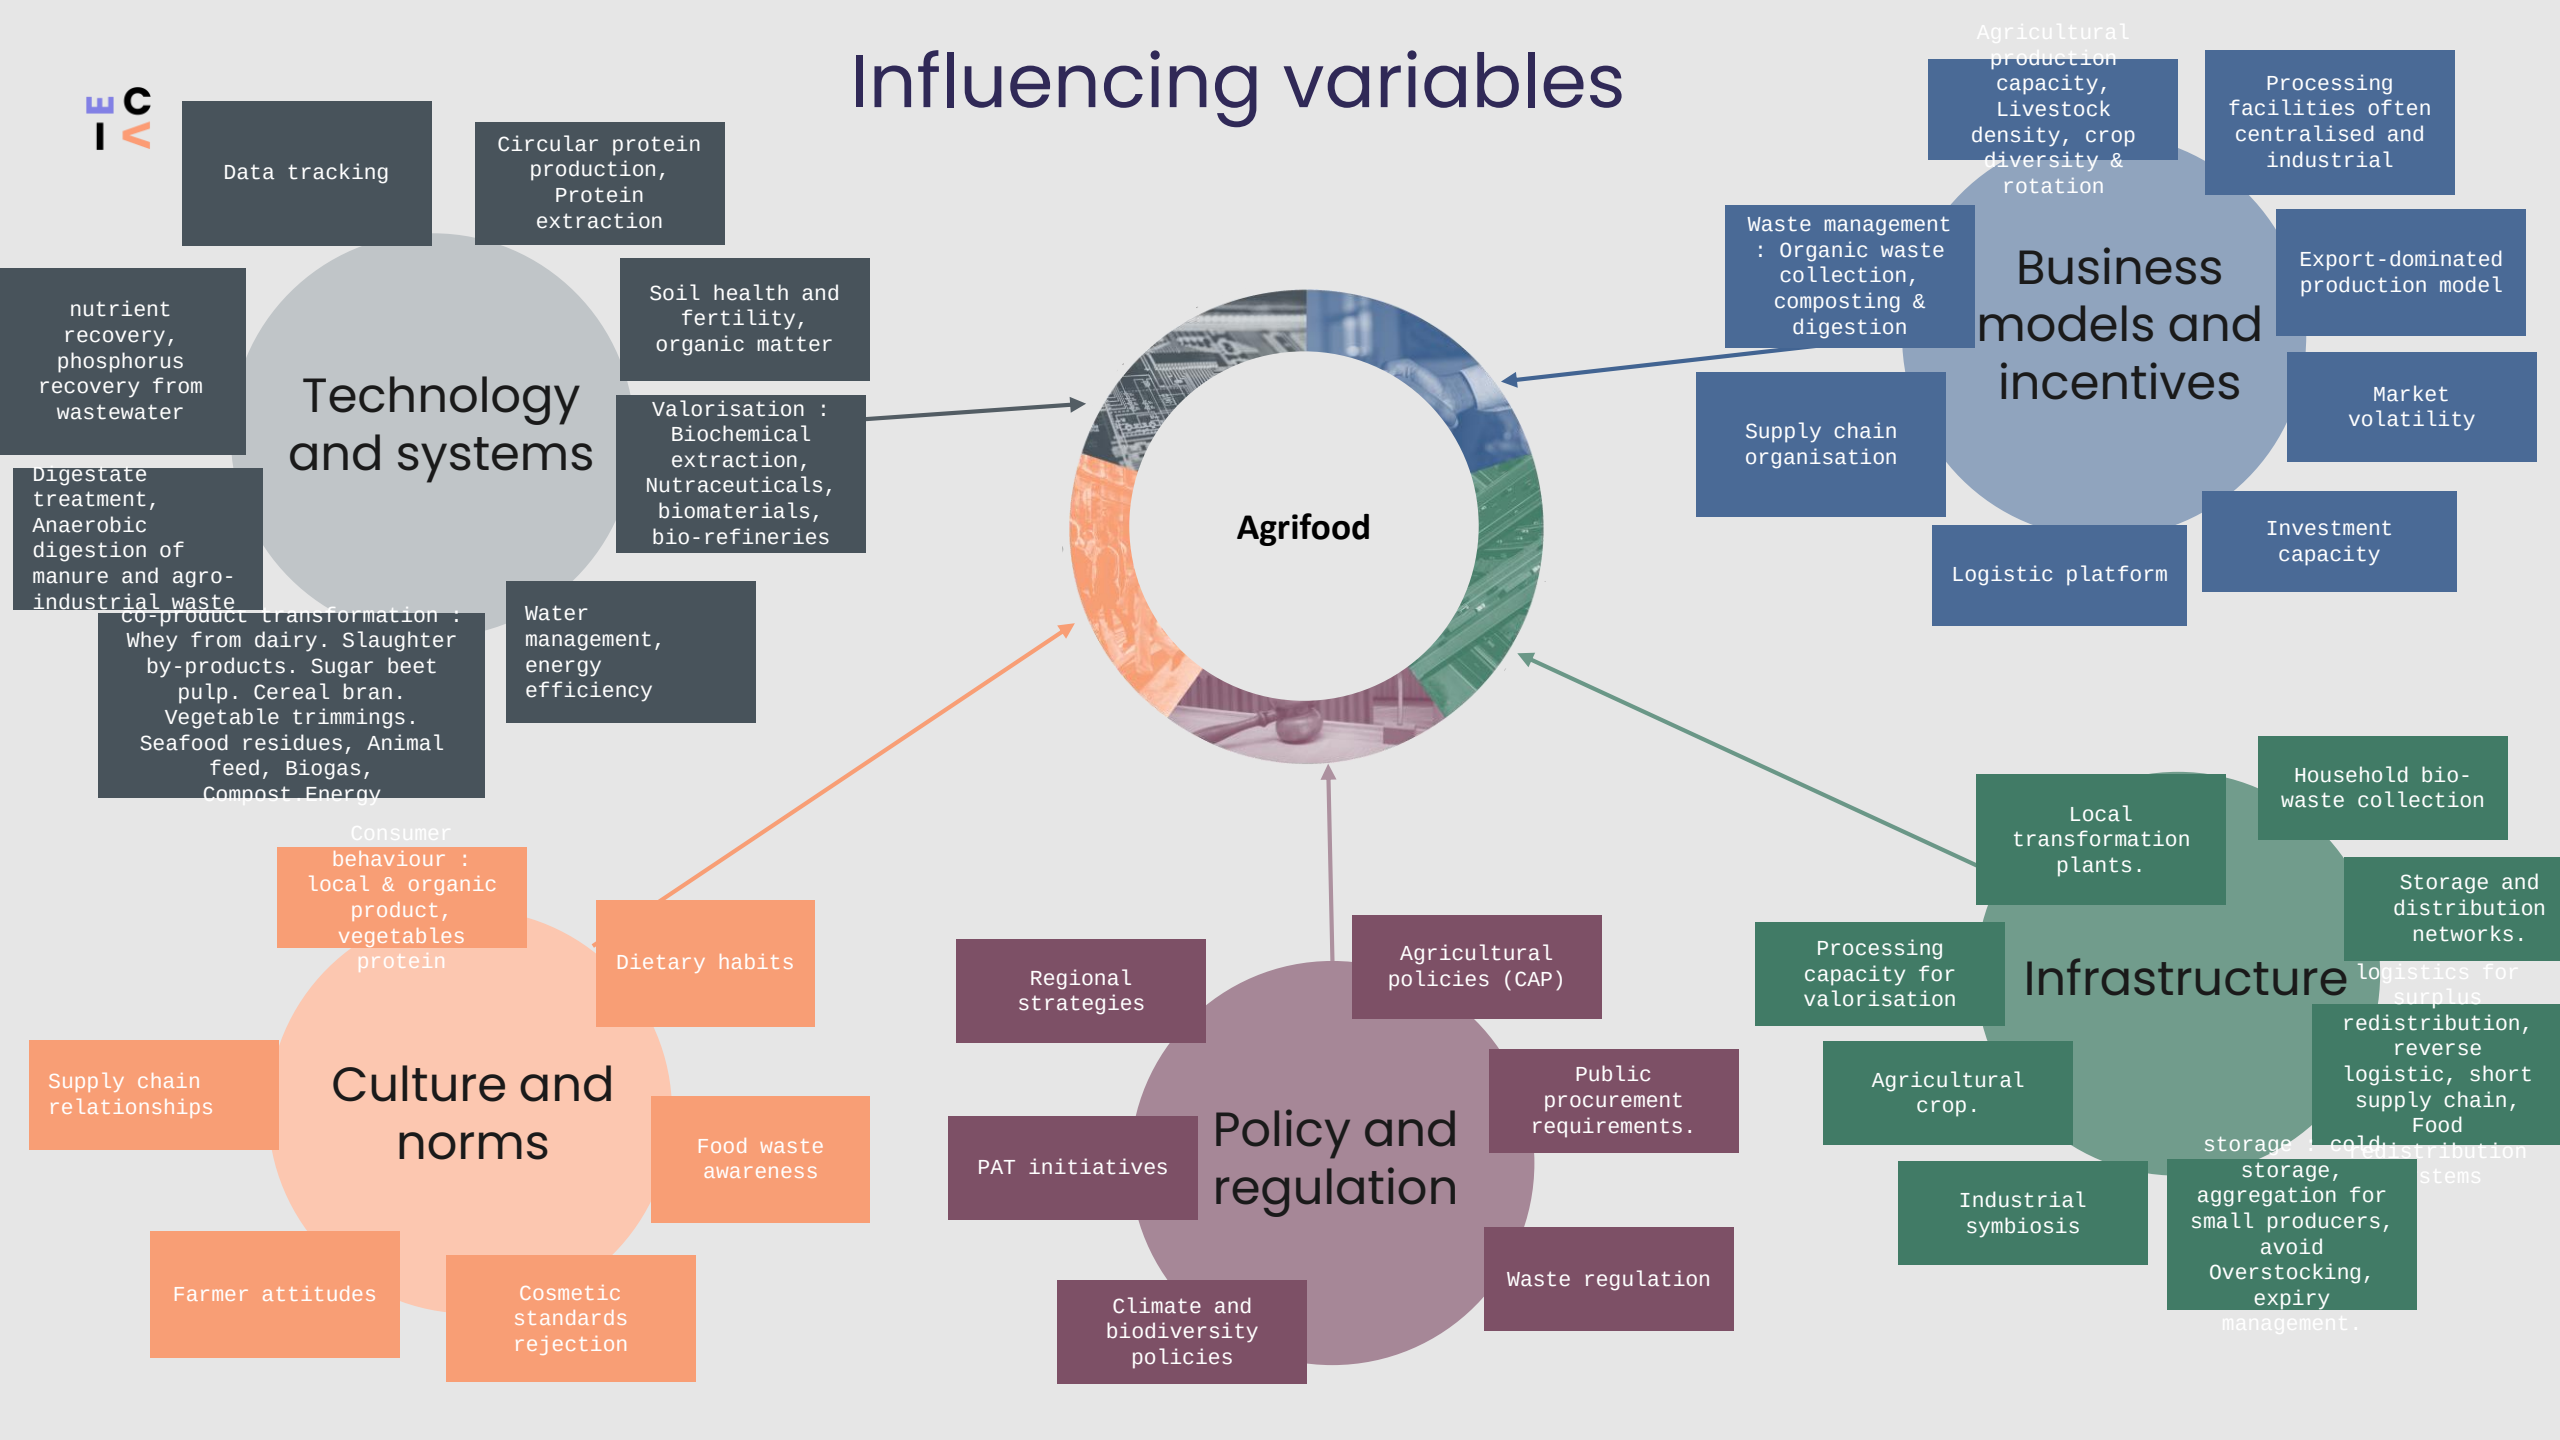 Influencing variables
E C
I V
Data tracking
Circular protein
production,
Protein
extraction
nutrient
recovery,
phosphorus
recovery from
wastewater
Soil health and
fertility,
organic matter
Technology
and systems
Valorisation :
Biochemical
extraction,
Nutraceuticals,
biomaterials,
bio-refineries
Digestate
treatment,
Anaerobic
digestion of
manure and agro-
industrial waste
co-product transformation :
Whey from dairy. Slaughter
by-products. Sugar beet
pulp. Cereal bran.
Vegetable trimmings.
Seafood residues, Animal
feed, Biogas,
Compost.Energy
Water
management,
energy
efficiency
Agrifood
Agricultural
production
capacity,
Livestock
density, crop
diversity &
rotation
Processing
facilities often
centralised and
industrial
Waste management
: Organic waste
collection,
composting &
digestion
Business
models and
incentives
Export-dominated
production model
Market
volatility
Supply chain
organisation
Investment
capacity
Logistic platform
Consumer
behaviour :
local & organic
product,
vegetables
protein
Dietary habits
Supply chain
relationships
Culture and
norms
Food waste
awareness
Farmer attitudes
Cosmetic
standards
rejection
Regional
strategies
Agricultural
policies (CAP)
Public
procurement
requirements.
PAT initiatives
Policy and
regulation
Waste regulation
Climate and
biodiversity
policies
Household bio-
waste collection
Local
transformation
plants.
Storage and
distribution
networks.
Processing
capacity for
valorisation
Infrastructure
logistics for
surplus
redistribution,
reverse
logistic, short
supply chain,
Food
redistribution
stems
Agricultural
crop.
Industrial
symbiosis
storage : cold
storage,
aggregation for
small producers,
avoid
Overstocking,
expiry
management.